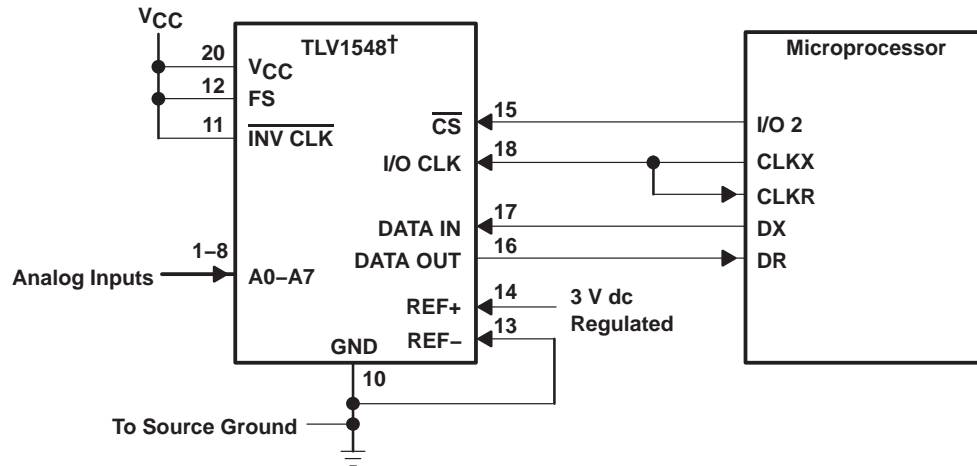 VCC
TLV1548†
Microprocessor
20
VCC
12
FS
11
INV CLK
15
CS
I/O 2
18
I/O CLK
CLKX
CLKR
17
DATA IN
DX
16
DATA OUT
DR
1–8
Analog Inputs
A0–A7
14
REF+
3 V dc
Regulated
13
REF–
GND
10
To Source Ground